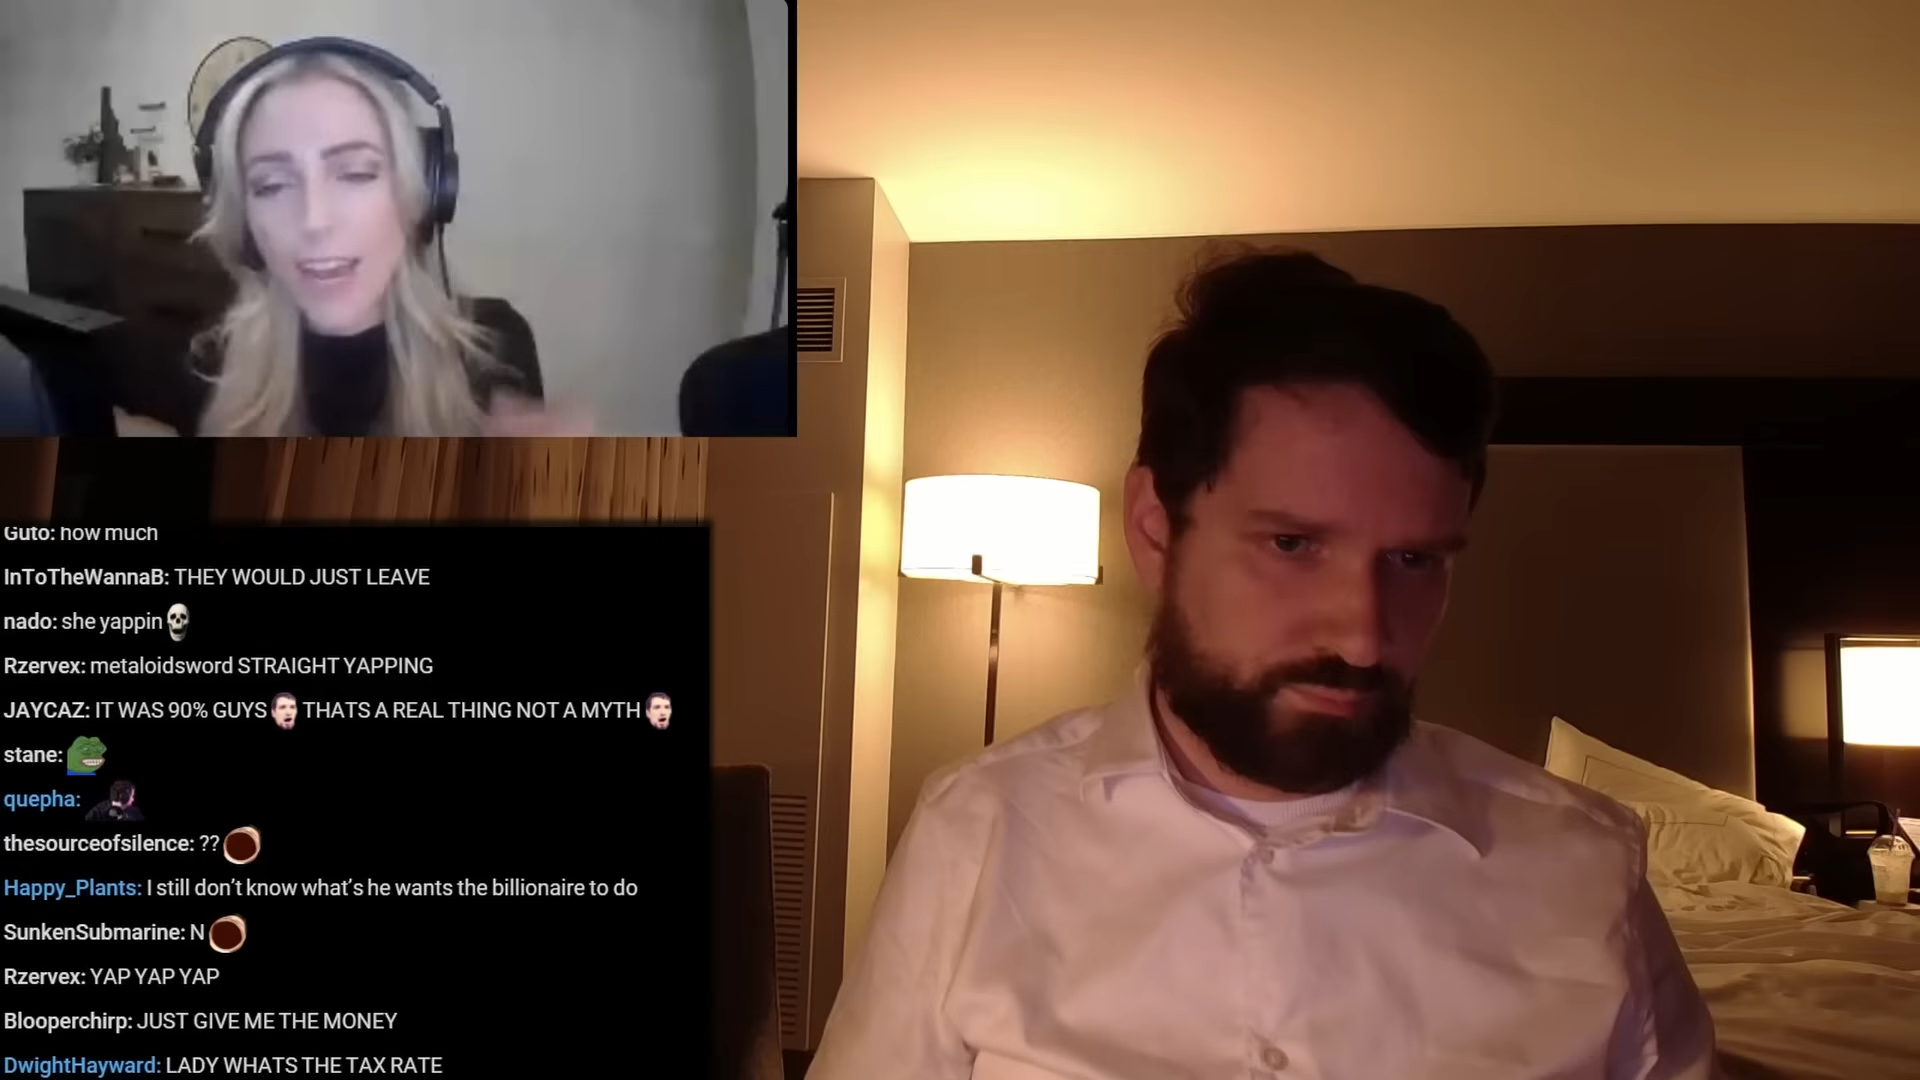 Guto: how much
InToTheWannaB: THEY WOULD JUST LEAVE
nado: she yappin
Rzervex: metaloidsword STRAIGHT YAPPING
JAYCAZ: IT WAS 90% GUYS THATS A REAL THING NOT A MYTH
stane:
quepha:
thesourceofsilence: ??
Happy_Plants: I still don’t know what’s he wants the billionaire to do
SunkenSubmarine: N
Rzervex: YAP YAP YAP
Blooperchirp: JUST GIVE ME THE MONEY
DwightHayward: LADY WHATS THE TAX RATE